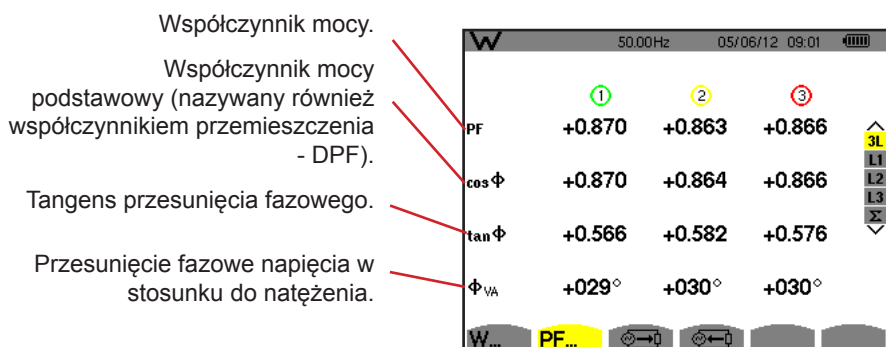 Współczynnik mocy.
Współczynnik mocy
podstawowy (nazywany również
współczynnikiem przemieszczenia
- DPF).
Tangens przesunięcia fazowego.
Przesunięcie fazowe napięcia w
stosunku do natężenia.
W 50.00Hz 05/06/12 09:01
1 2 3
PF +0.870 +0.863 +0.866
cos Φ +0.870 +0.864 +0.866
tan Φ +0.566 +0.582 +0.576
Φ VA +029° +030° +030°
3L
L1
L2
L3
Σ
W... PF...